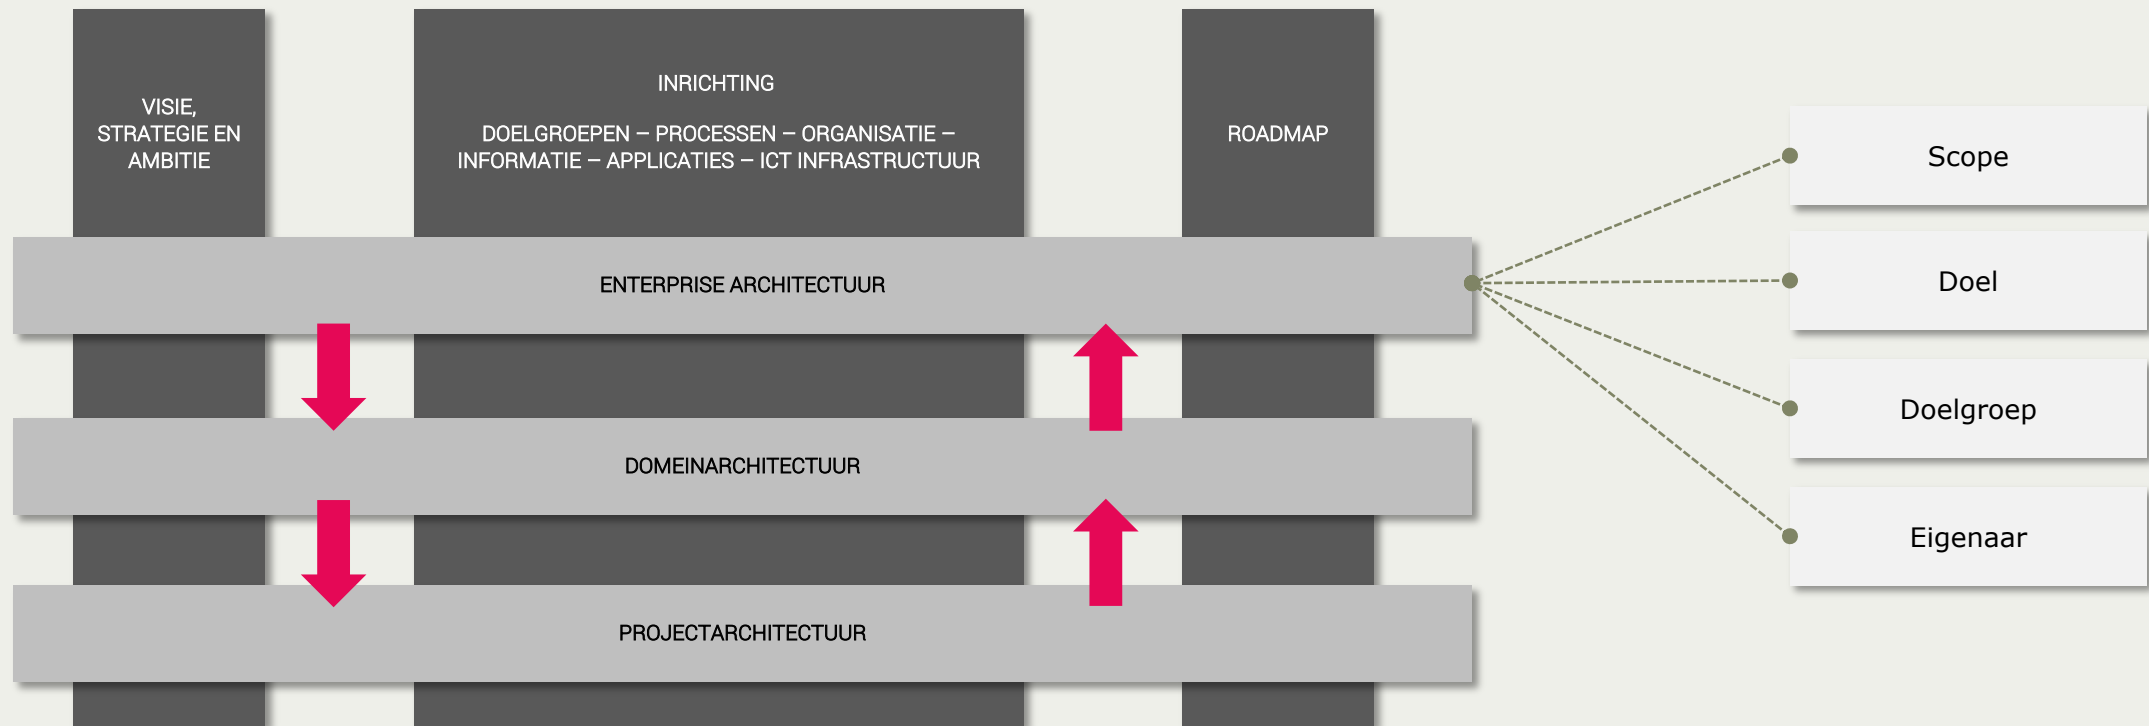 VISIE,
STRATEGIE EN
AMBITIE
INRICHTING
DOELGROEPEN – PROCESSEN – ORGANISATIE –
INFORMATIE – APPLICATIES – ICT INFRASTRUCTUUR
ROADMAP
ENTERPRISE ARCHITECTUUR
DOMEINARCHITECTUUR
PROJECTARCHITECTUUR
Scope
Doel
Doelgroep
Eigenaar